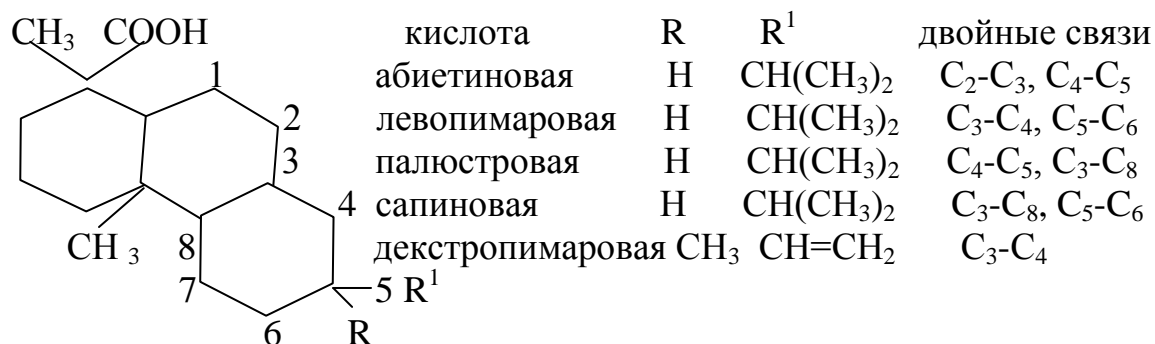 CH₃ COOH кислота R R¹ двойные связи
1 абиетиновая H CH(CH₃)₂ C₂-C₃, C₄-C₅
2 левопимаровая H CH(CH₃)₂ C₃-C₄, C₅-C₆
3 палюстровая H CH(CH₃)₂ C₄-C₅, C₃-C₈
4 сапиновая H CH(CH₃)₂ C₃-C₈, C₅-C₆
CH ₃ 8 декстропимаровая CH₃ CH=CH₂ C₃-C₄
7 5 R¹
6 R